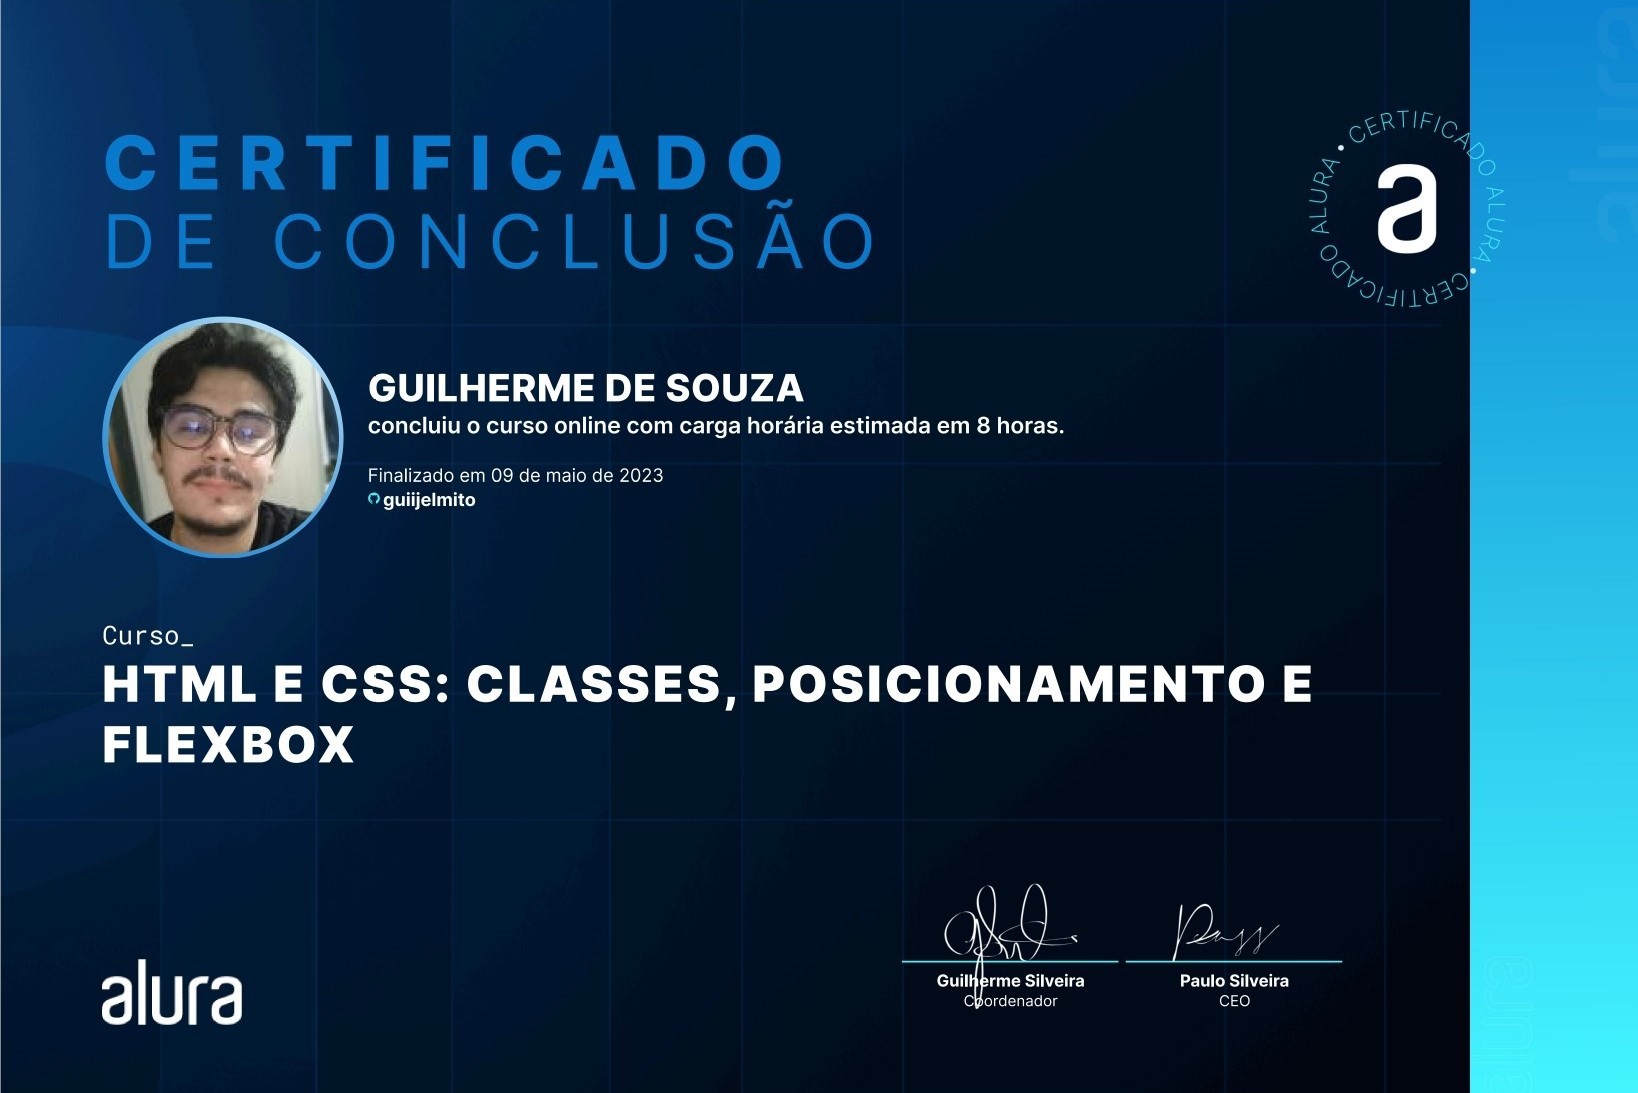 CERTIFICADO
DE CONCLUSÃO
CERTIFICADO ALURA • CERTIFICADO ALURA •
a
GUILHERME DE SOUZA
concluiu o curso online com carga horária estimada em 8 horas.
Finalizado em 09 de maio de 2023
guiijelmito
Curso_
HTML E CSS: CLASSES, POSICIONAMENTO E
FLEXBOX
Guilherme Silveira
Coordenador
Paulo Silveira
CEO
alura
alura
alura